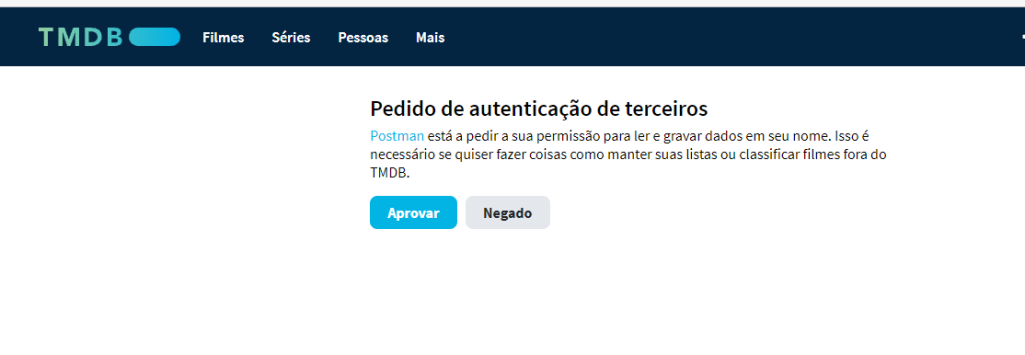 TMDB Filmes Séries Pessoas Mais
Pedido de autenticação de terceiros
Postman está a pedir a sua permissão para ler e gravar dados em seu nome. Isso é
necessário se quiser fazer coisas como manter suas listas ou classificar filmes fora do
TMDB.
Aprovar Negado